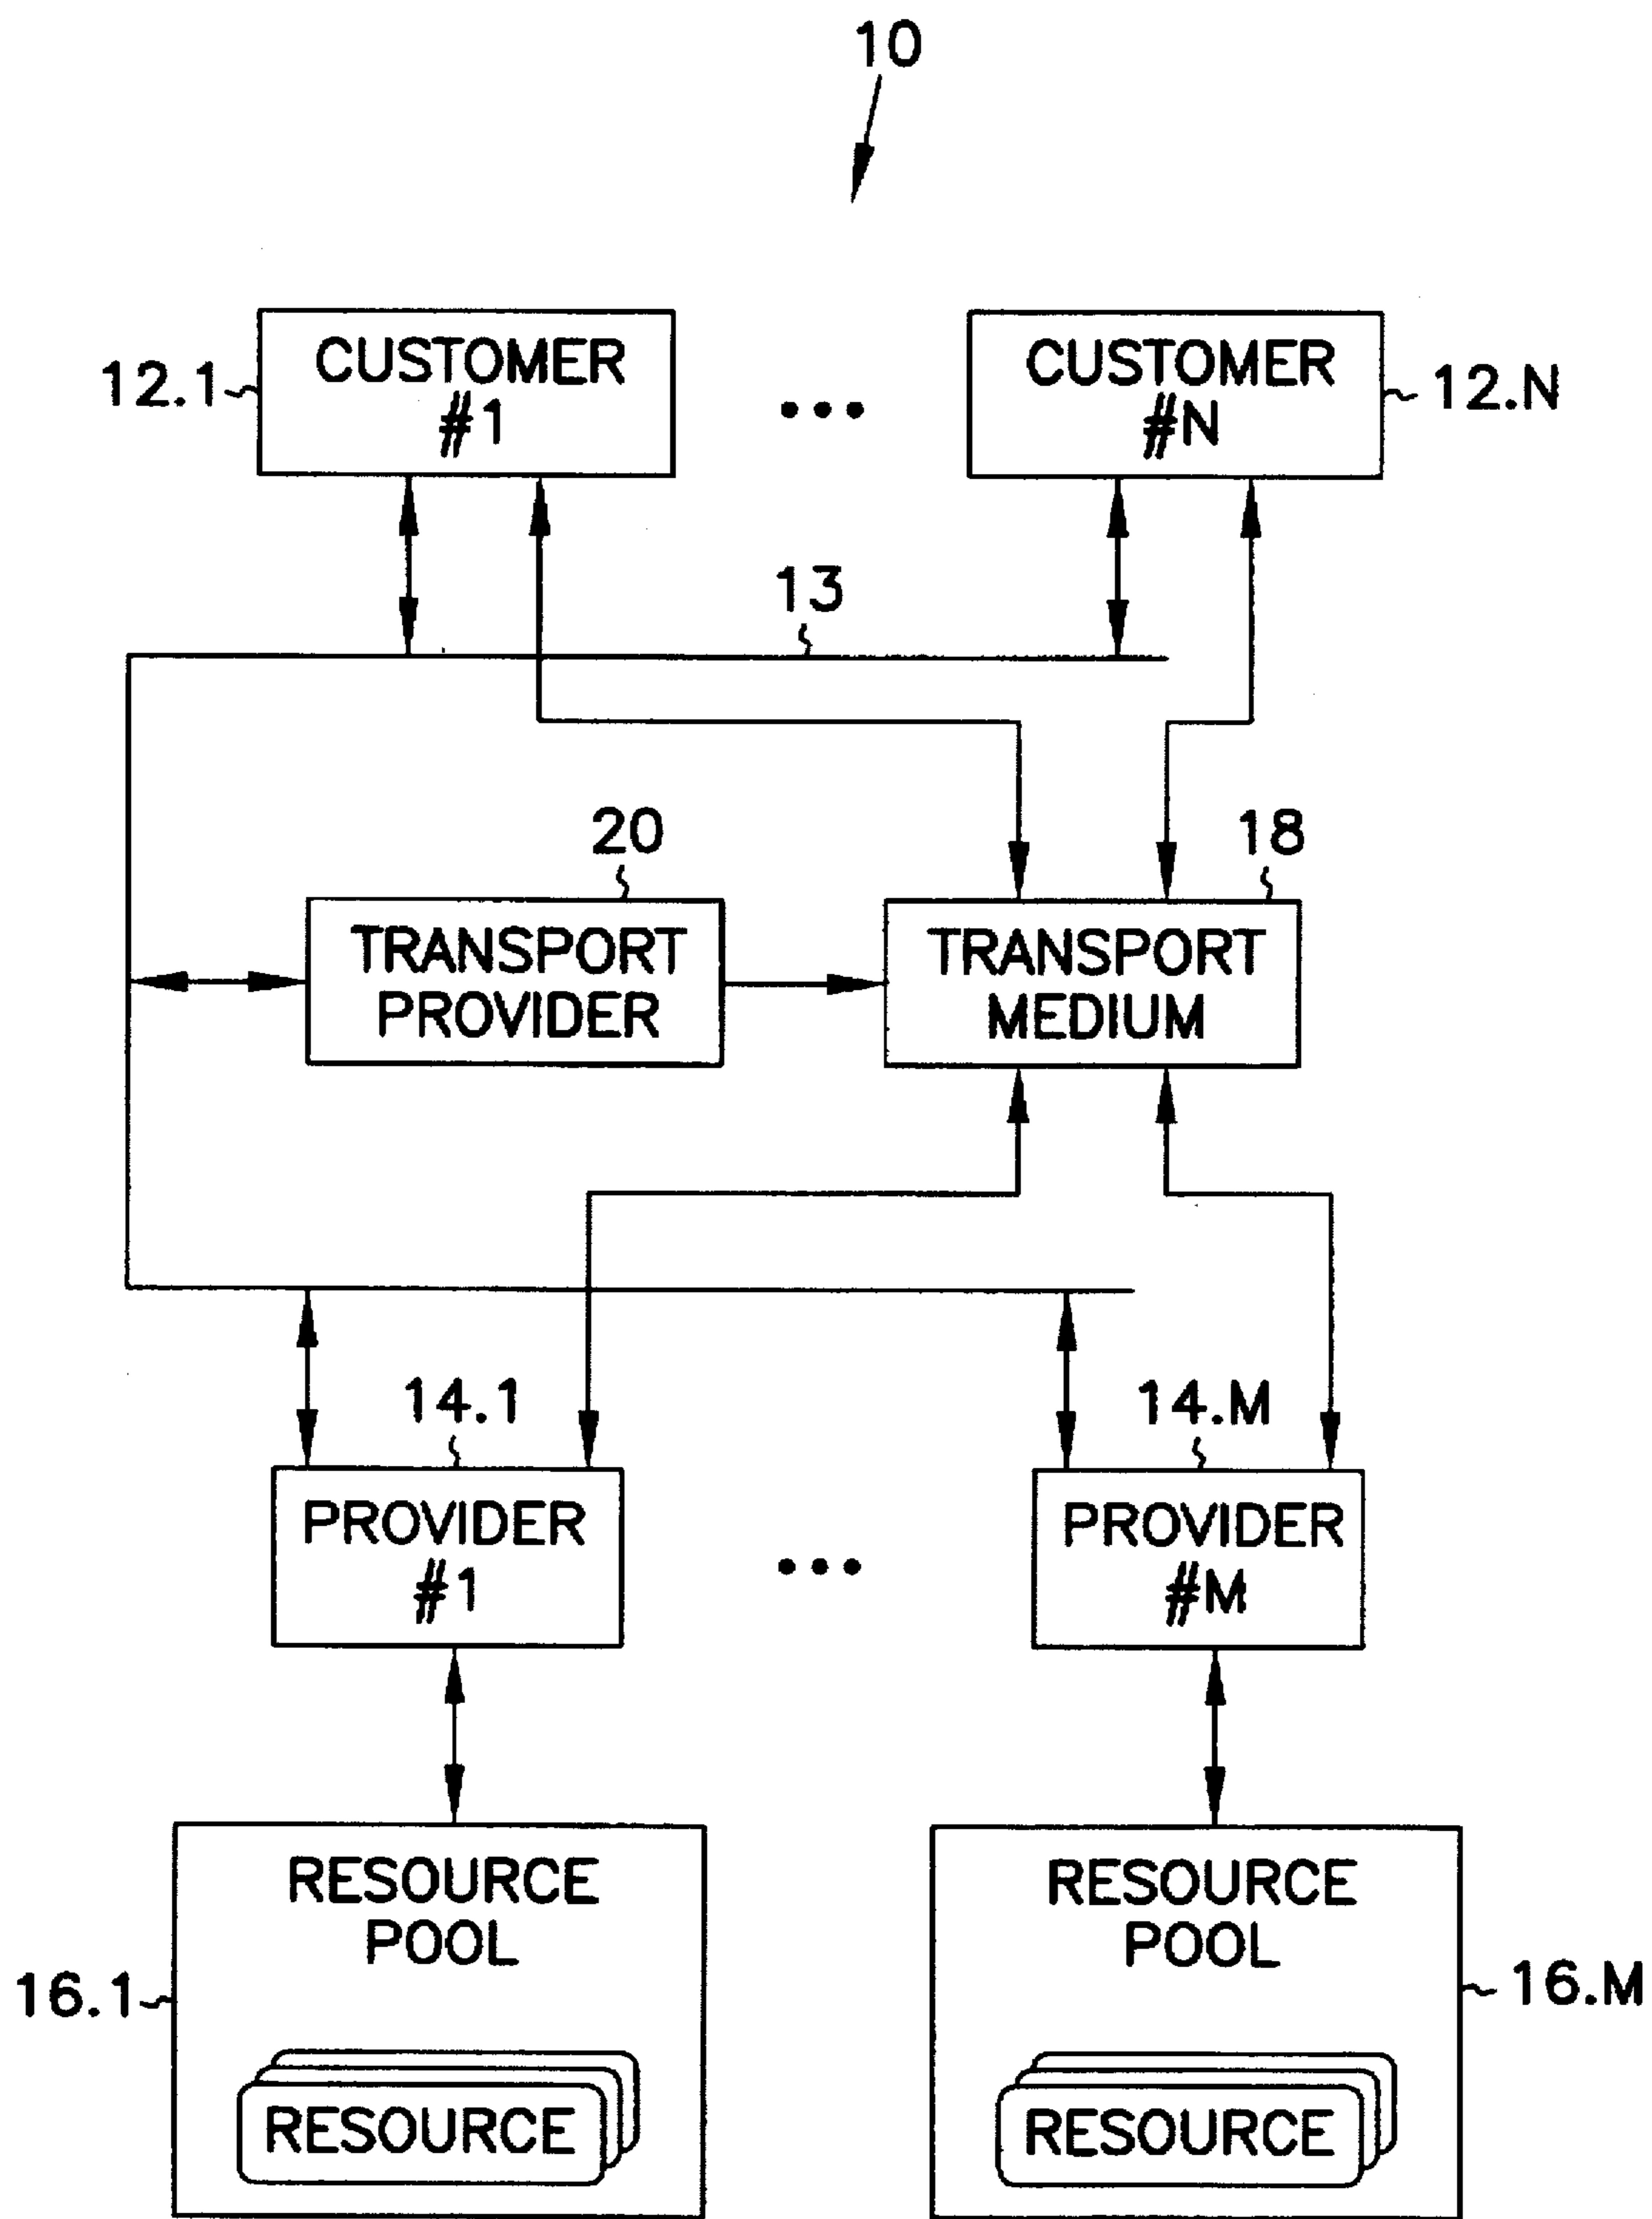 10
CUSTOMER
#1
12.1
CUSTOMER
#N
12.N
13
20
18
TRANSPORT
PROVIDER
TRANSPORT
MEDIUM
14.1
14.M
PROVIDER
#1
PROVIDER
#M
RESOURCE
POOL
RESOURCE
POOL
16.1
16.M
RESOURCE
RESOURCE